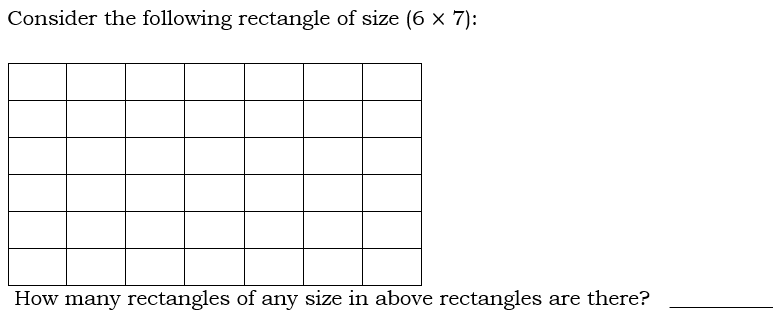 Consider the following rectangle of size (6 × 7):
How many rectangles of any size in above rectangles are there? __________